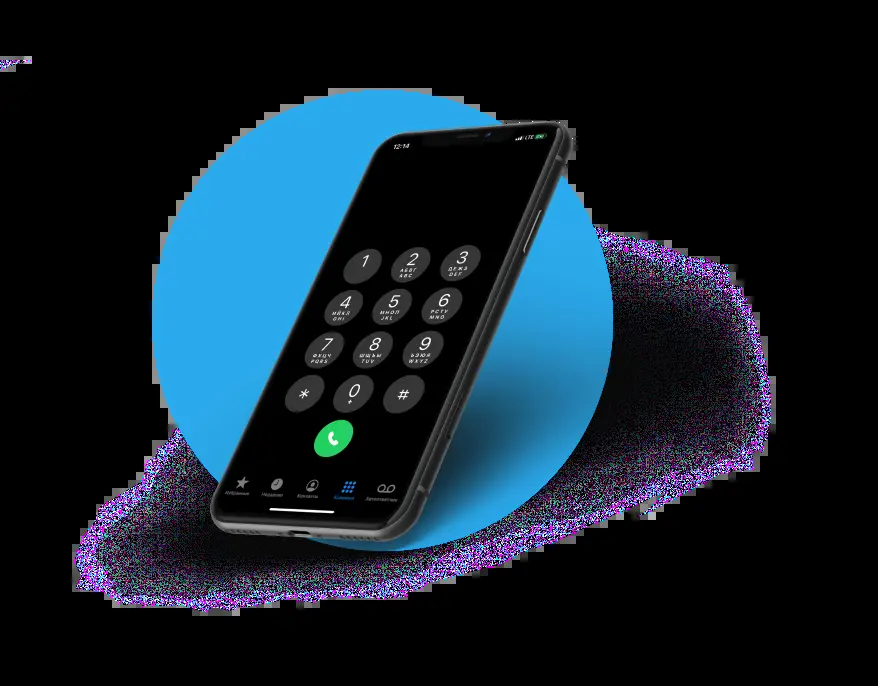 12:14
LTE
1
2
АБВГ
ABC
3
ДЕЖЗ
DEF
4
ИЙКЛ
GHI
5
МНОП
JKL
6
РСТУ
MNO
7
ФХЦЧ
PQRS
8
ШЩЪЫ
TUV
9
ЬЭЮЯ
WXYZ
*
0
+
#
Избранное
Недавние
Контакты
Клавиши
Автоответчик